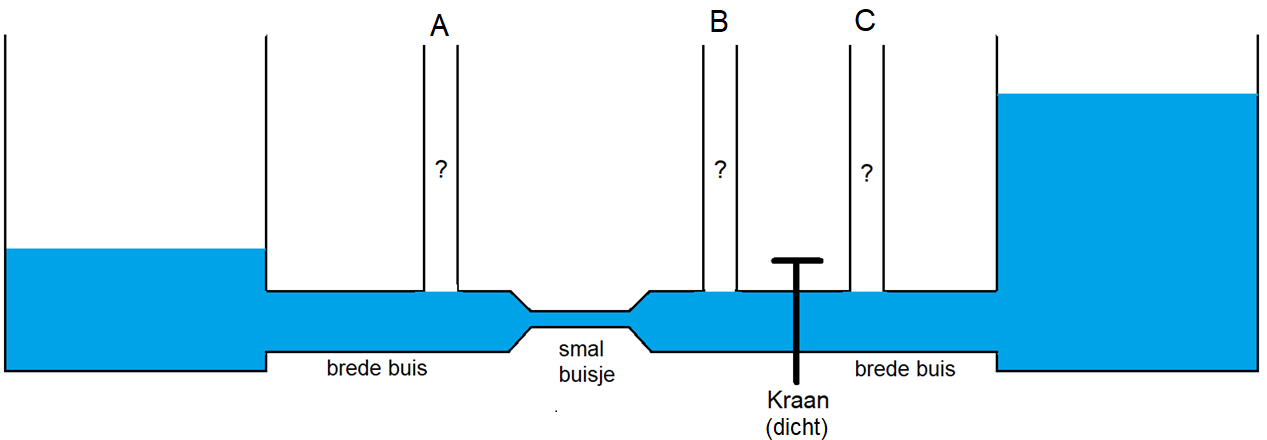 A
B
C
?
?
?
brede buis
smal
buisje
brede buis
Kraan
(dicht)